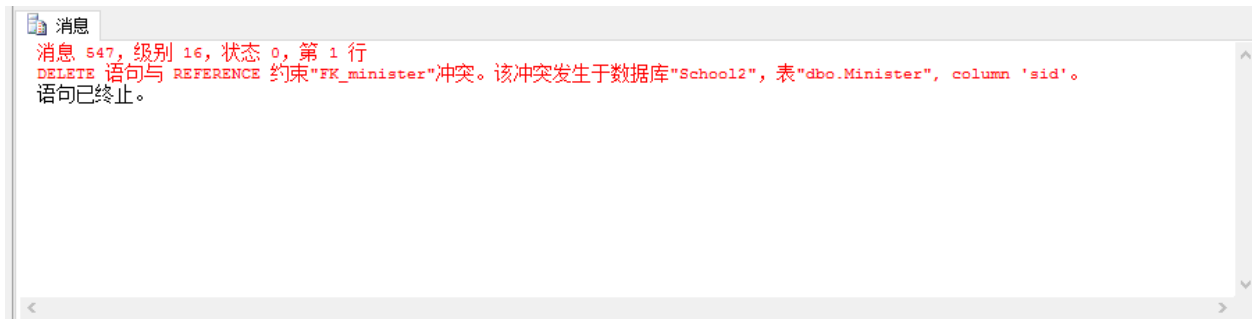 消息
消息 547，级别 16，状态 0，第 1 行
DELETE 语句与 REFERENCE 约束"FK_minister"冲突。该冲突发生于数据库"School2"，表"dbo.Minister", column 'sid'。
语句已终止。